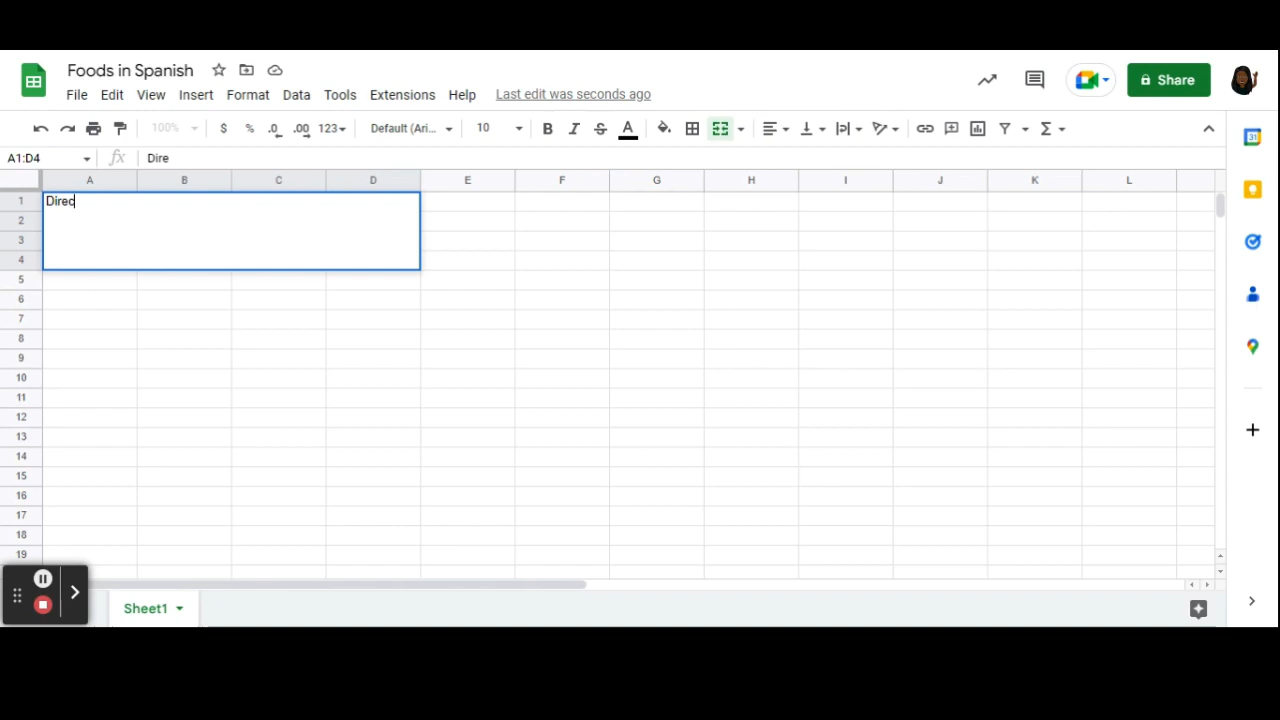 Foods in Spanish
Share
File Edit View Insert Format Data Tools Extensions Help Last edit was seconds ago
100% $ % .0 .00 123 Default (Ari... 10 B I S A Σ
A1:D4 fx Dire
A B C D E F G H I J K L
1 Direc
2
3
4
5
6
7
8
9
10
11
12
13
14
15
16
17
18
19
Sheet1
31